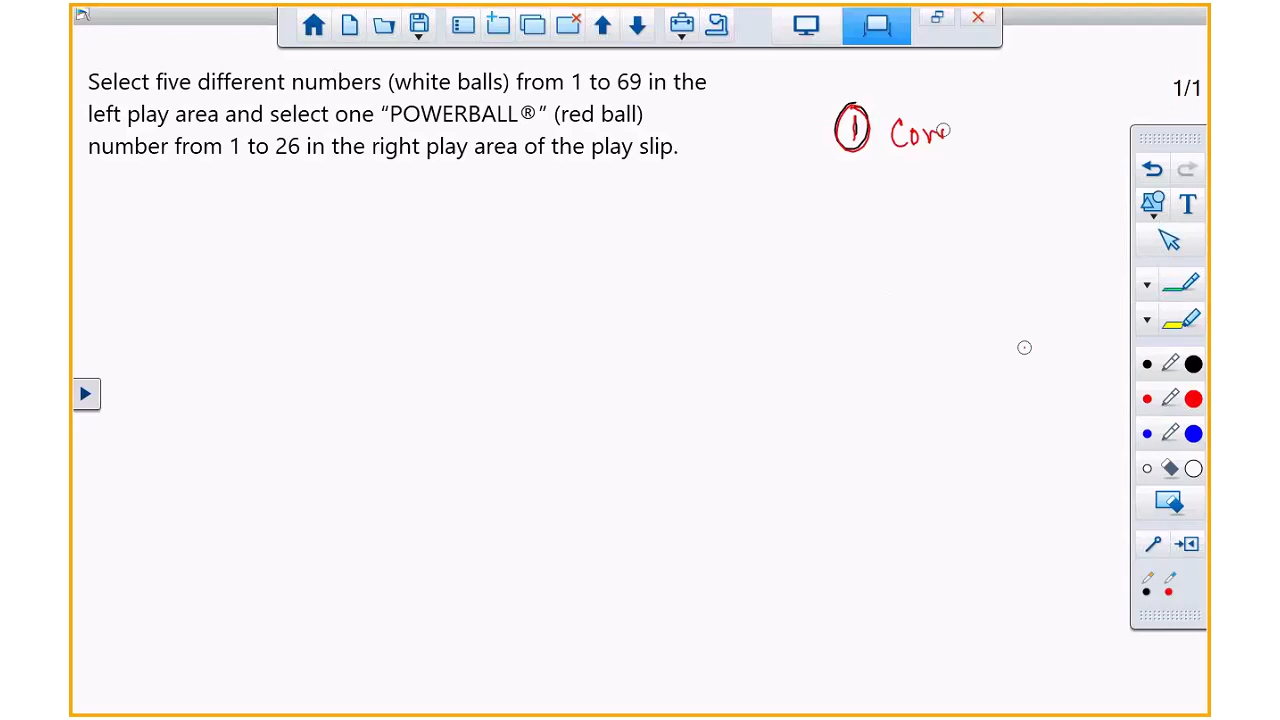 Select five different numbers (white balls) from 1 to 69 in the
left play area and select one “POWERBALL®” (red ball)
number from 1 to 26 in the right play area of the play slip.
1 Com
1/1
T